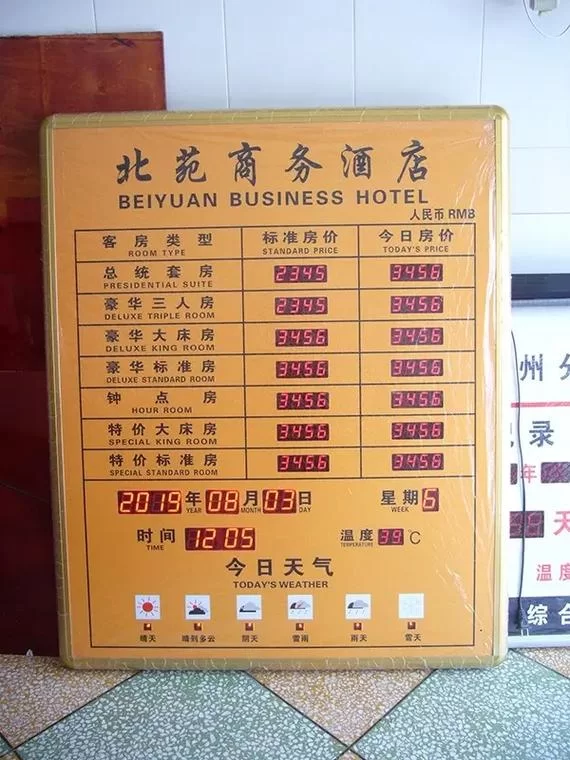 北苑商务酒店
BEIYUAN BUSINESS HOTEL
人民币 RMB
客房类型 标准房价 今日房价
ROOM TYPE STANDARD PRICE TODAY'S PRICE
总统套房 2345 3456
PRESIDENTIAL SUITE
豪华三人房 2345 3456
DELUXE TRIPLE ROOM
豪华大床房 3456 3456
DELUXE KING ROOM
豪华标准房 3456 3456
DELUXE STANDARD ROOM
钟点房 3456 3456
HOUR ROOM
特价大床房 3456 3456
SPECIAL KING ROOM
特价标准房 3456 3456
SPECIAL STANDARD ROOM
2015年08月03日 星期6
YEAR MONTH DAY WEEK
时间 12 05 温度 39℃
TIME TEMPERATURE
今日天气
TODAY'S WEATHER
晴天 晴到多云 阴天 雷雨 雨天 雪天
州
录
年
天
温度
综合